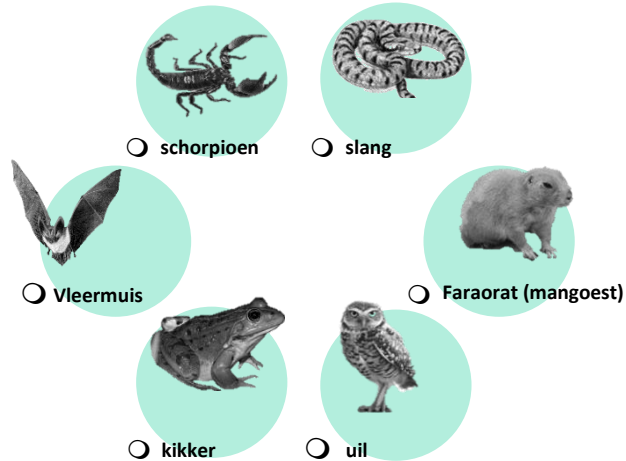 schorpioen
slang
Vleermuis
Faraorat (mangoest)
kikker
uil